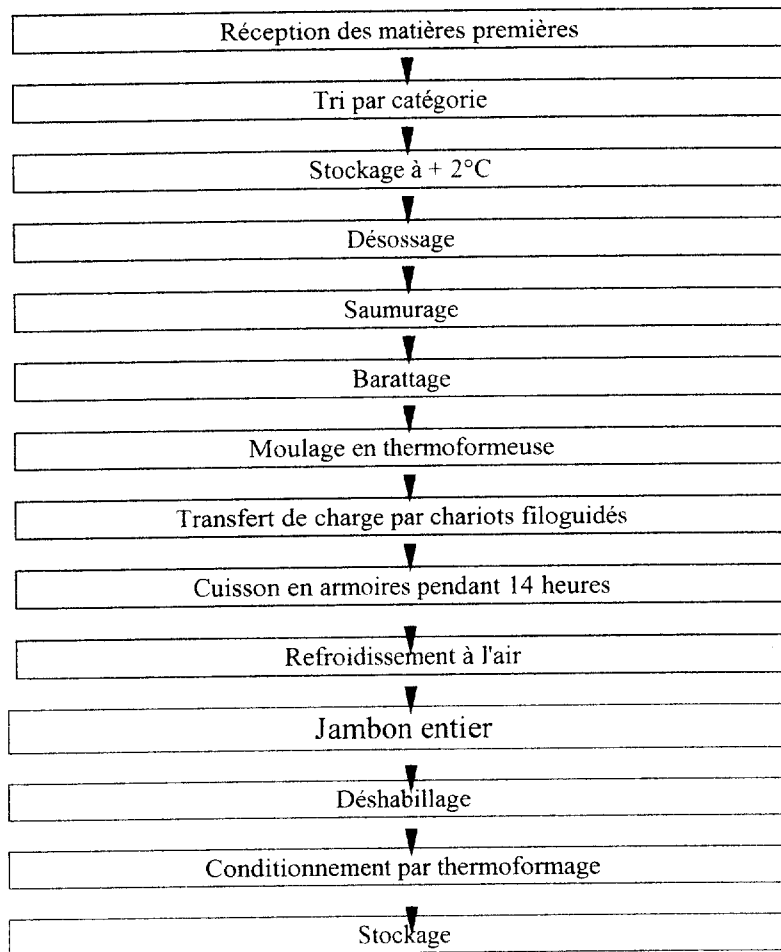 Réception des matières premières
Tri par catégorie
Stockage à + 2°C
Désossage
Saumurage
Barattage
Moulage en thermoformeuse
Transfert de charge par chariots filoguidés
Cuisson en armoires pendant 14 heures
Refroidissement à l'air
Jambon entier
Déshabillage
Conditionnement par thermoformage
Stockage